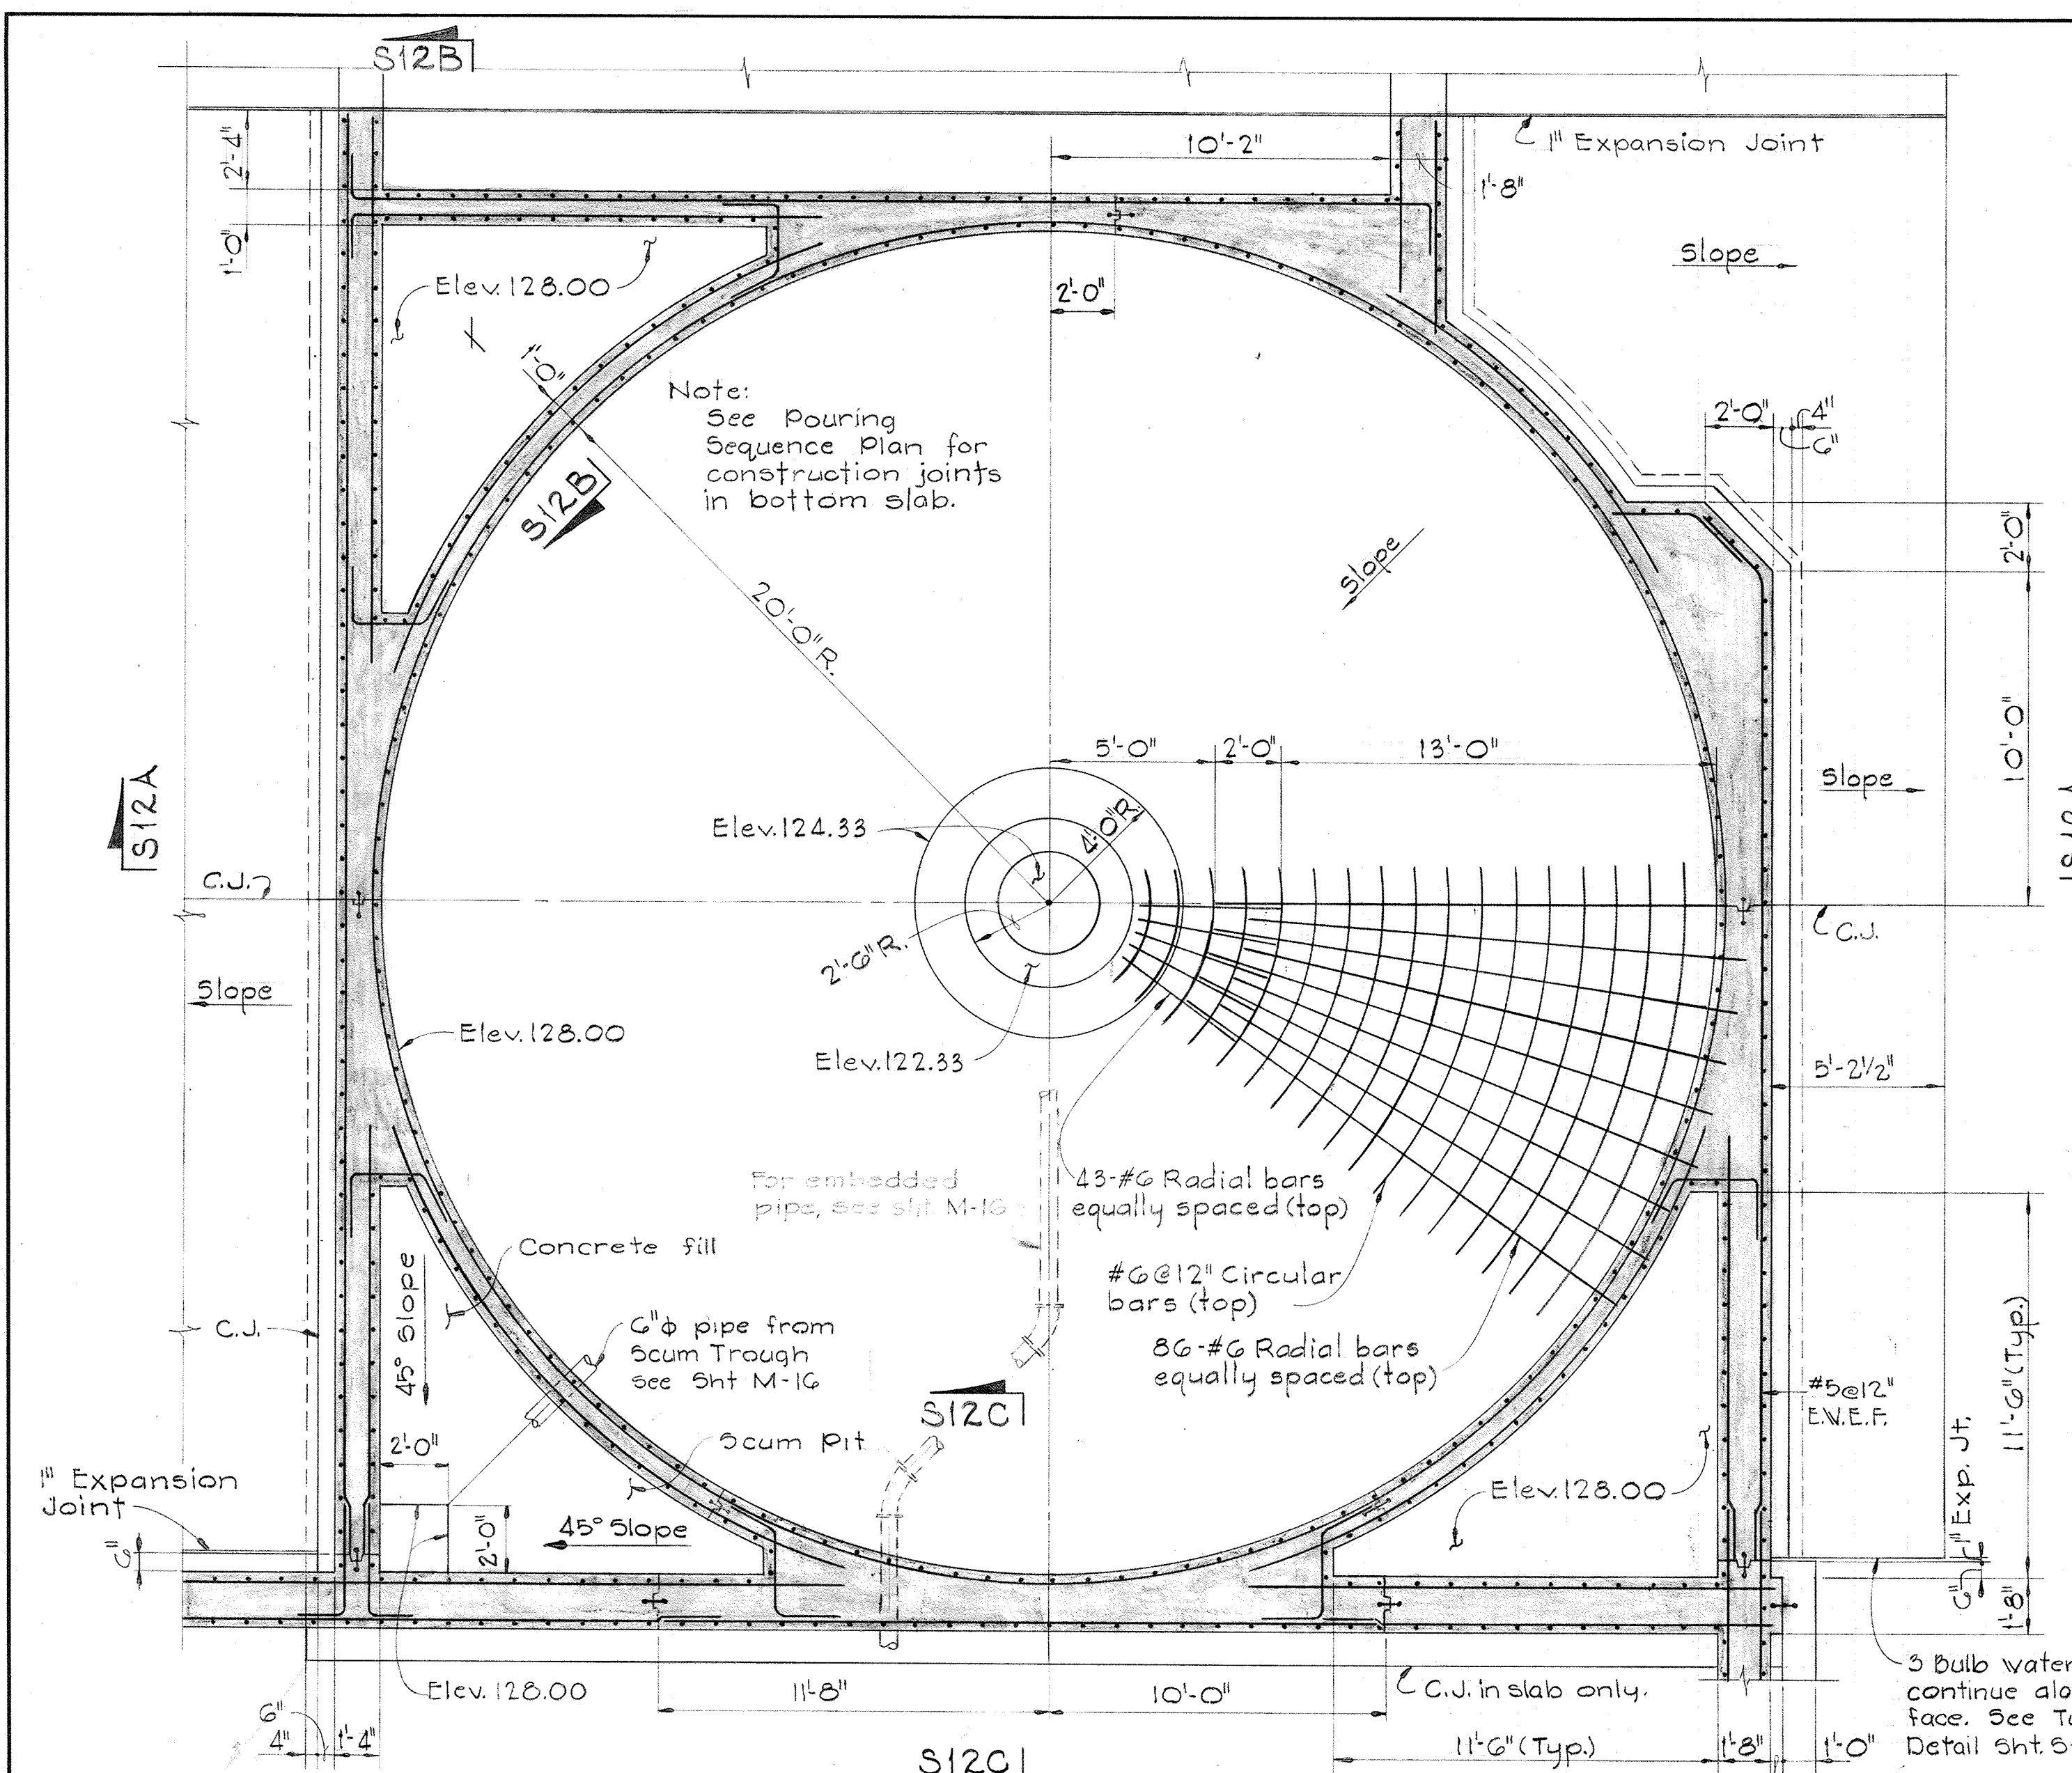 S12B
2'-4"
1'-0"
10'-2"
1" Expansion Joint
1'-8"
Slope
Elev. 128.00
2'-0"
1'-0"
Note:
See Pouring
Sequence Plan for
construction joints
in bottom slab.
2'-0"
4"
6"
S12B
Slope
2'-0"
20'-0" R.
10'-0"
5'-0"
2'-0"
13'-0"
Slope
S12A
Elev. 124.33
4'-0" R.
C.J.
2'-6" R.
C.J.
Slope
Elev. 128.00
Elev. 122.33
5'-2 1/2"
For embedded
pipe, see sht. M-16
43-#6 Radial bars
equally spaced (top)
Concrete fill
45° Slope
#6@12" Circular
bars (top)
6"ϕ pipe from
Scum Trough
see Sht M-16
C.J.
86-#6 Radial bars
equally spaced (top)
#5@12"
E.W.E.F.
11'-6" (Typ.)
S12C
Scum Pit
2'-0"
1" Expansion
Joint
Elev. 128.00
1" Exp. Jt.
6"
2'-0"
45° Slope
6"
1'-8"
Elev. 128.00
11'-8"
10'-0"
C.J. in slab only.
3 Bulb water
continue
face. See
Detail Sht.
6"
4"
1'-4"
11'-6" (Typ.)
1'-8"
1'-0"
S12C